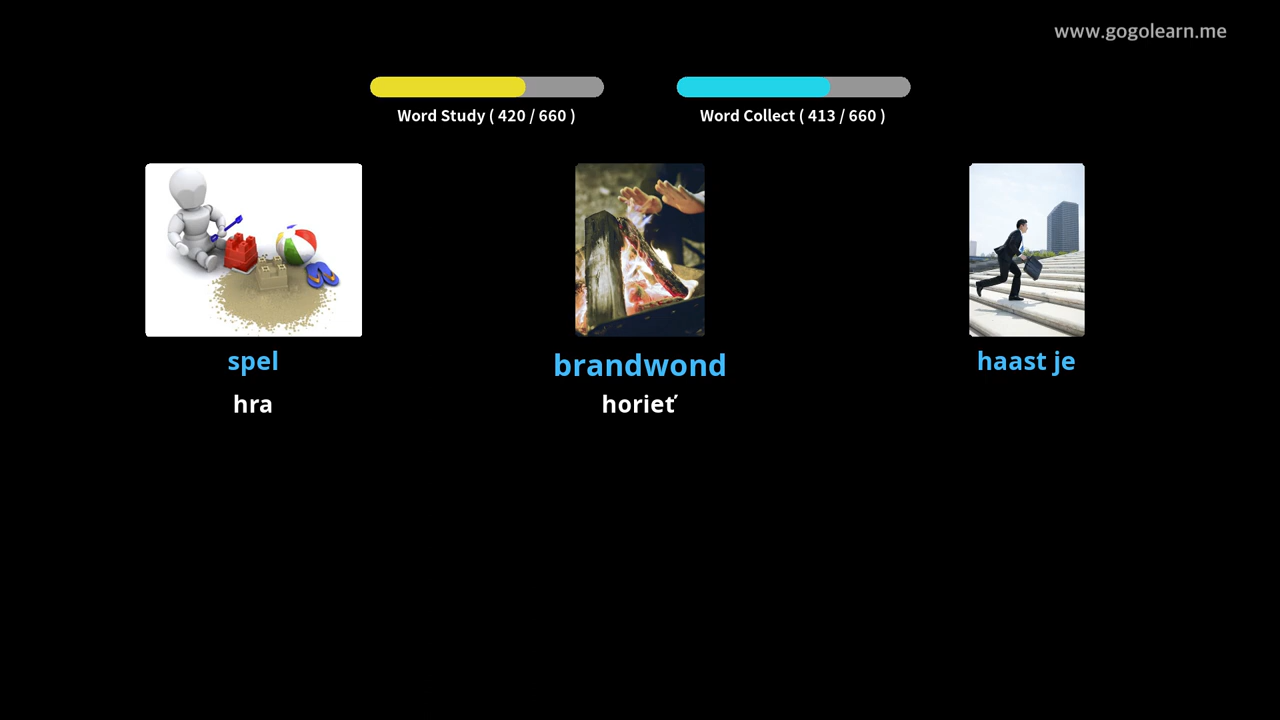 www.gogolearn.me
Word Study ( 420 / 660 )
Word Collect ( 413 / 660 )
spel
brandwond
haast je
hra
horieť